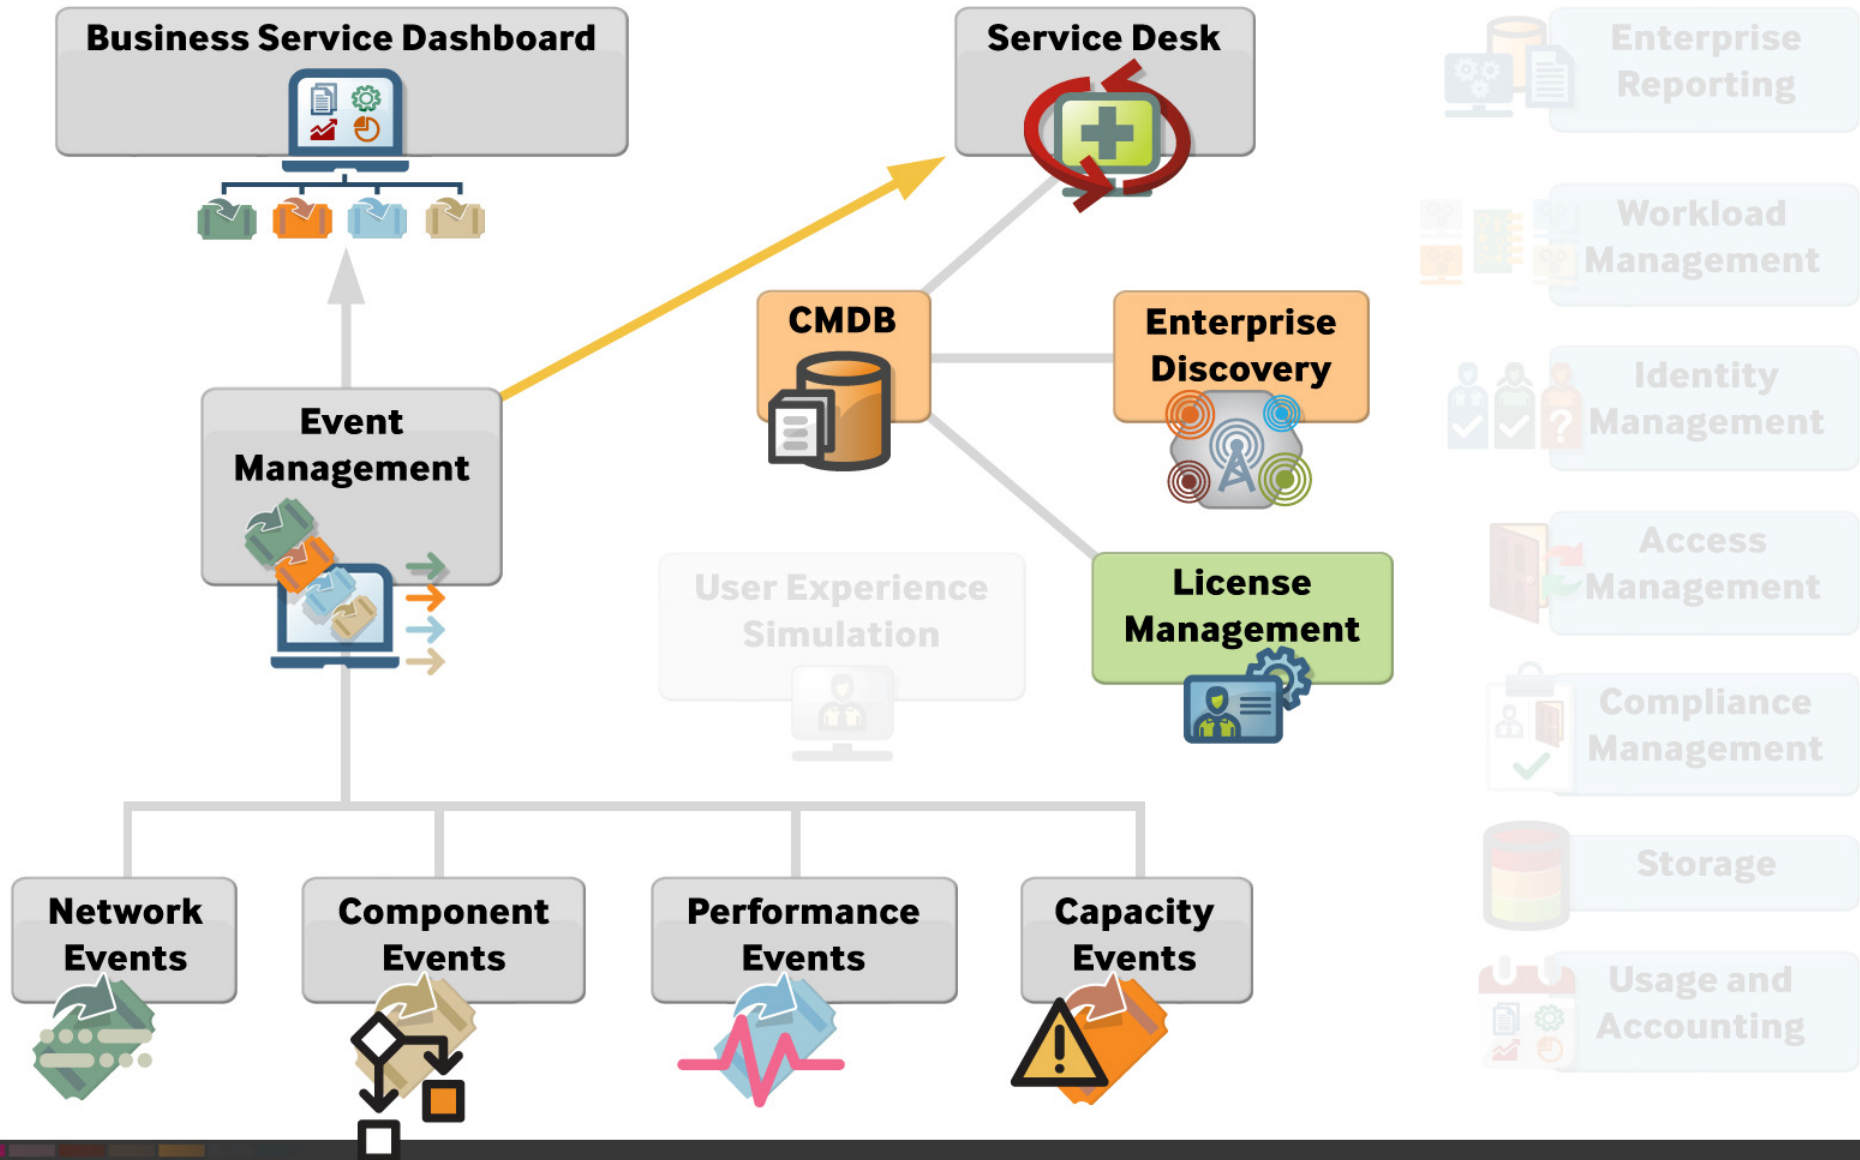 Business Service Dashboard
Service Desk
Enterprise
Reporting
Workload
Management
CMDB
Enterprise
Discovery
Identity
Management
Event
Management
Access
Management
User Experience
Simulation
License
Management
Compliance
Management
Storage
Network
Events
Component
Events
Performance
Events
Capacity
Events
Usage and
Accounting